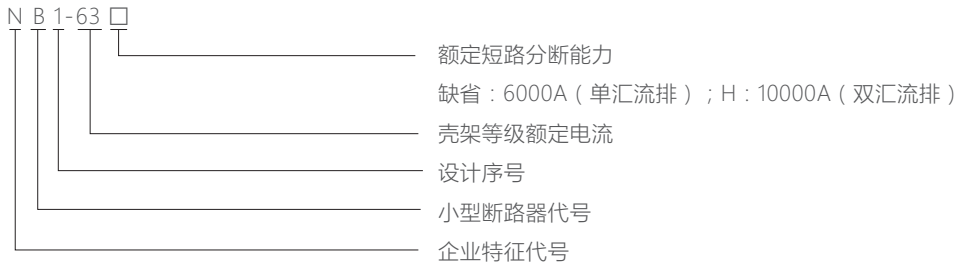 N B 1-63 □
额定短路分断能力
缺省：6000A（单汇流排）；H：10000A（双汇流排）
壳架等级额定电流
设计序号
小型断路器代号
企业特征代号